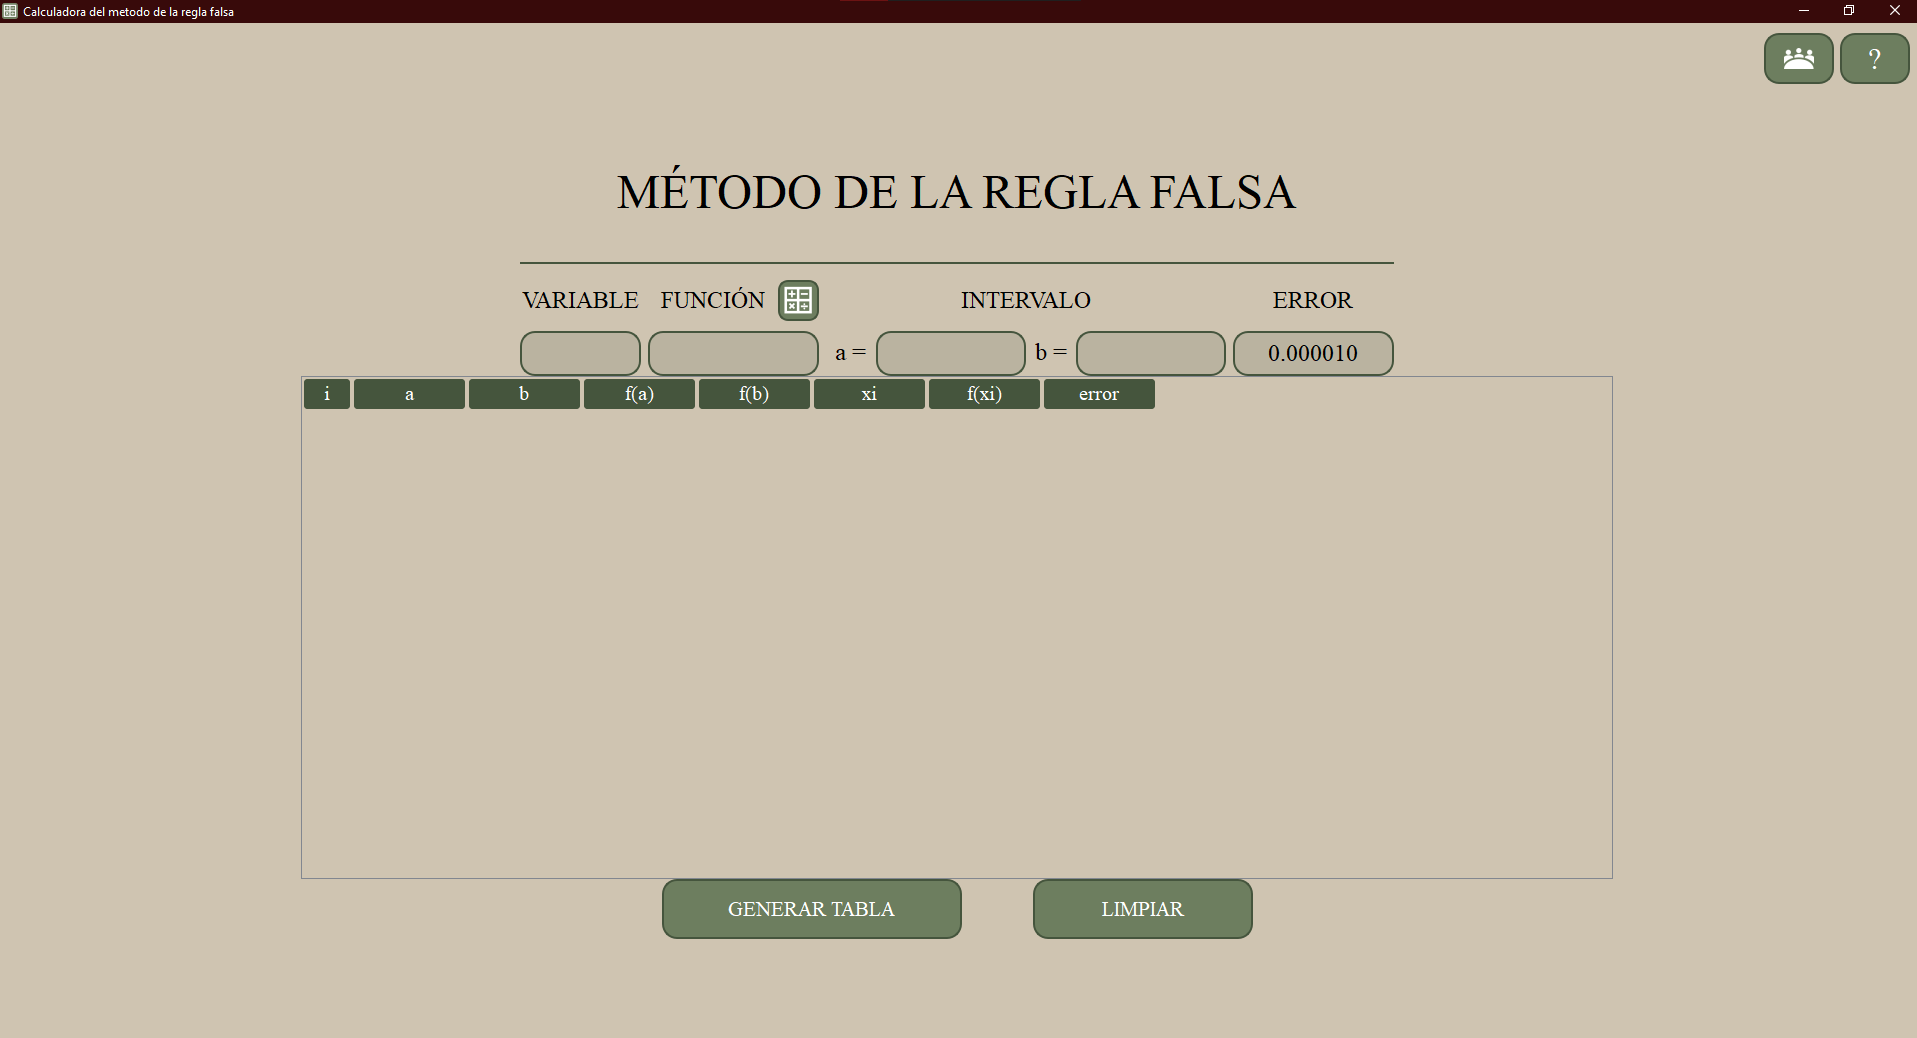 Calculadora del metodo de la regla falsa
?
MÉTODO DE LA REGLA FALSA
VARIABLE FUNCIÓN INTERVALO ERROR
a = b = 0.000010
i a b f(a) f(b) xi f(xi) error
GENERAR TABLA LIMPIAR